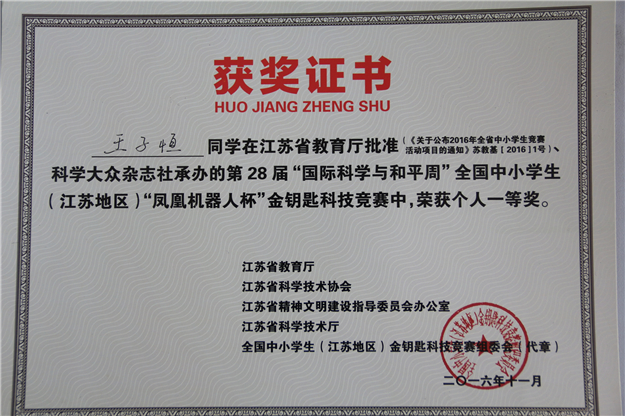 获奖证书
HUO JIANG ZHENG SHU
王子恒 同学在江苏省教育厅批准(《关于公布2016年全省中小学生竞赛活动项目的通知》苏教基[2016]1号)、
科学大众杂志社承办的第28届“国际科学与和平周”全国中小学生
(江苏地区)“凤凰机器人杯”金钥匙科技竞赛中,荣获个人一等奖。
江苏省教育厅
江苏省科学技术协会
江苏省精神文明建设指导委员会办公室
江苏省科学技术厅
全国中小学生(江苏地区)金钥匙科技竞赛组委会(代章)
二〇一六年十一月